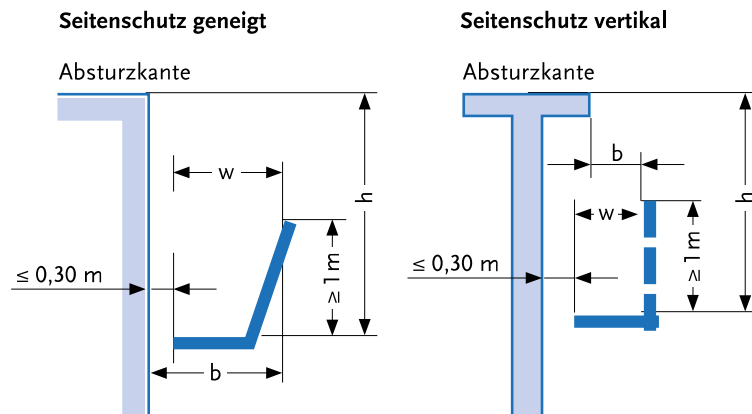 Seitenschutz geneigt
Absturzkante
w
h
≤ 0,30 m
≥ 1 m
b
Seitenschutz vertikal
Absturzkante
b
h
w
≤ 0,30 m
≥ 1 m